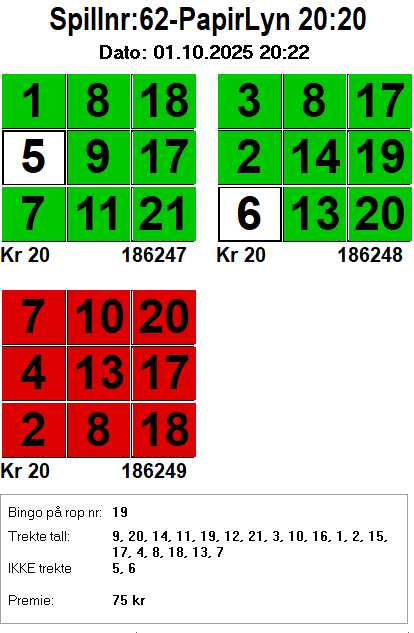 Spillnr:62-PapirLyn 20:20
Dato: 01.10.2025 20:22
1 8 18 3 8 17
5 9 17 2 14 19
7 11 21 6 13 20
Kr 20 186247 Kr 20 186248
7 10 20
4 13 17
2 8 18
Kr 20 186249
Bingo på rop nr: 19
Trekte tall: 9, 20, 14, 11, 19, 12, 21, 3, 10, 16, 1, 2, 15,
17, 4, 8, 18, 13, 7
IKKE trekte 5, 6
Premie: 75 kr